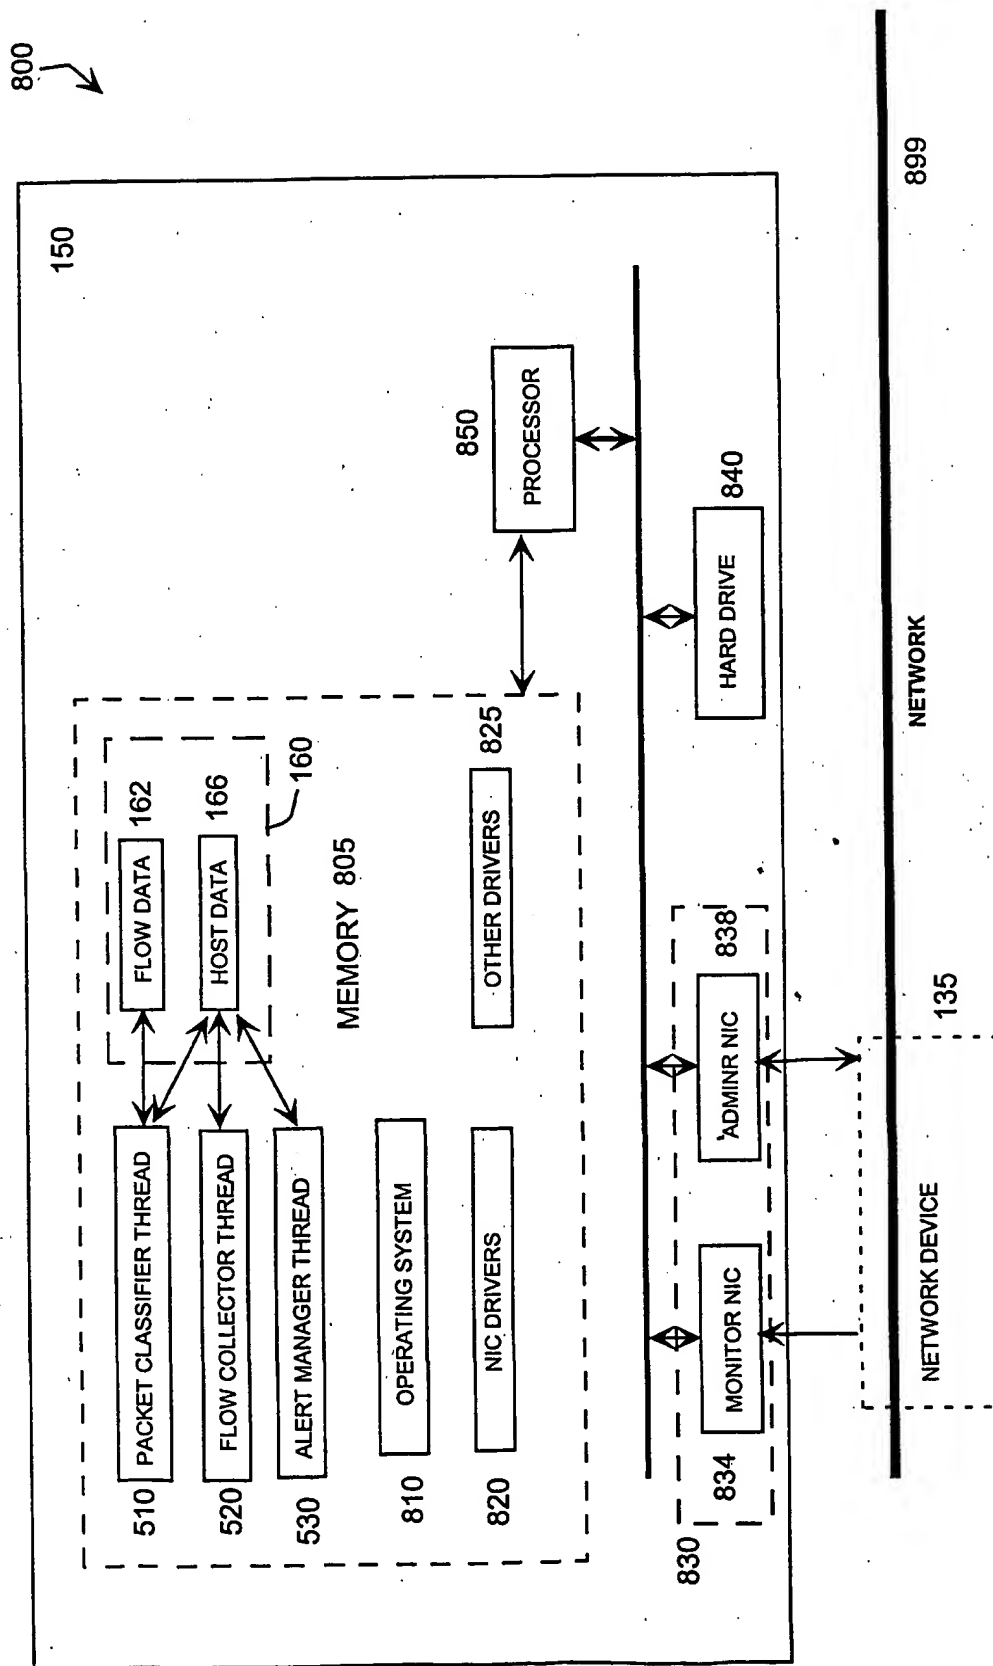 800
150
510
PACKET CLASSIFIER THREAD
FLOW DATA
162
520
FLOW COLLECTOR THREAD
HOST DATA
166
530
ALERT MANAGER THREAD
160
MEMORY 805
810
OPERATING SYSTEM
820
NIC DRIVERS
OTHER DRIVERS
825
850
PROCESSOR
830
834
MONITOR NIC
ADMINR NIC
838
HARD DRIVE
840
NETWORK DEVICE
135
NETWORK
899